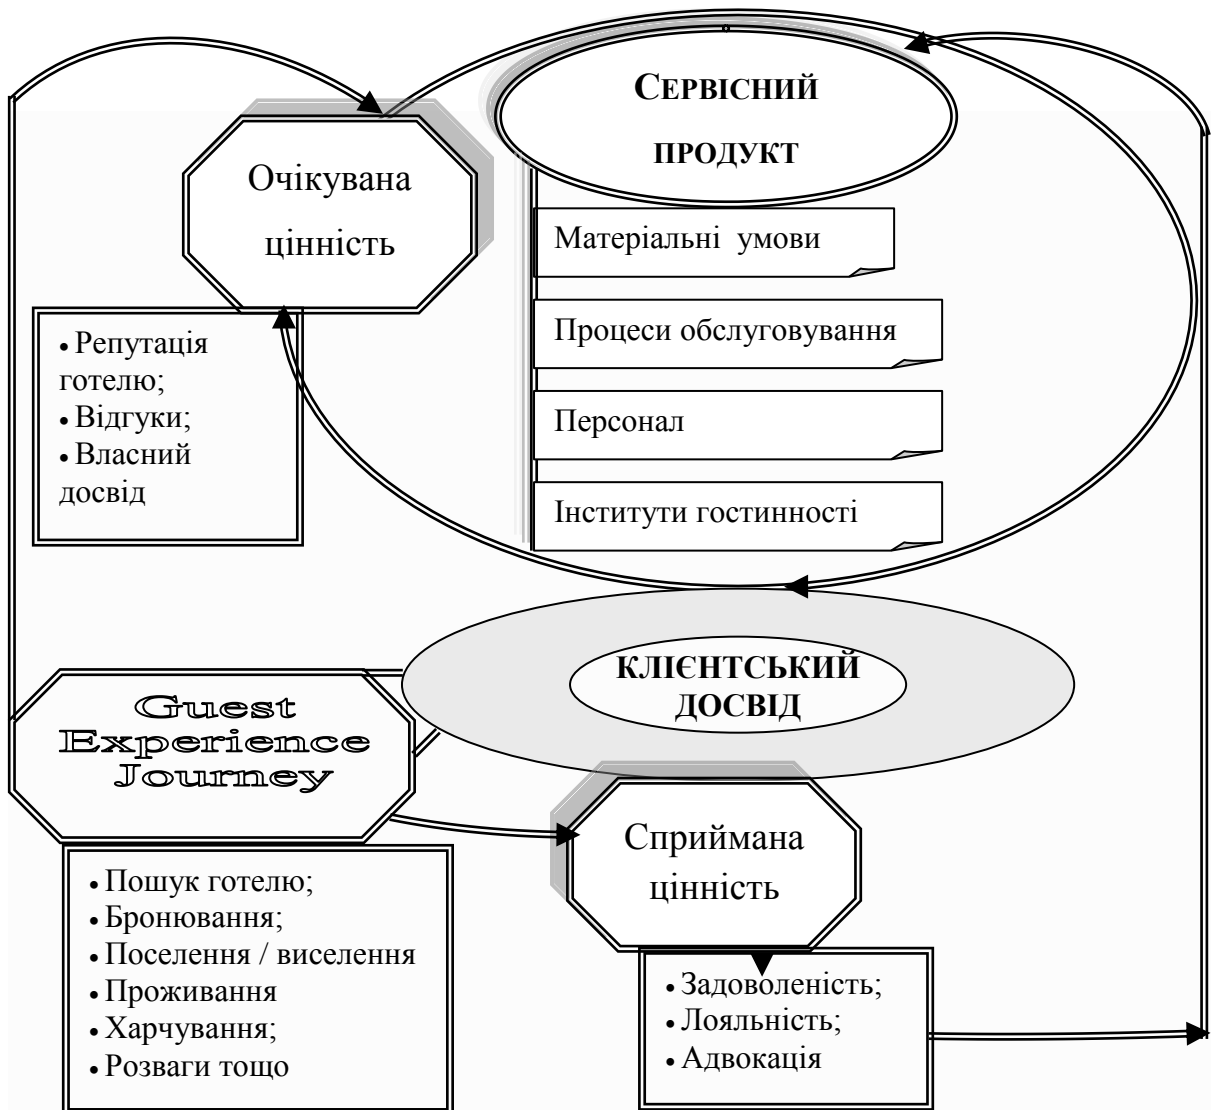 СЕРВІСНИЙ
ПРОДУКТ
Очікувана
цінність
Матеріальні умови
Процеси обслуговування
Персонал
Інститути гостинності
• Репутація
готелю;
• Відгуки;
• Власний
досвід
КЛІЄНТСЬКИЙ
ДОСВІД
Guest
Experience
Journey
Сприймана
цінність
• Пошук готелю;
• Бронювання;
• Поселення / виселення
• Проживання
• Харчування;
• Розваги тощо
• Задоволеність;
• Лояльність;
• Адвокація